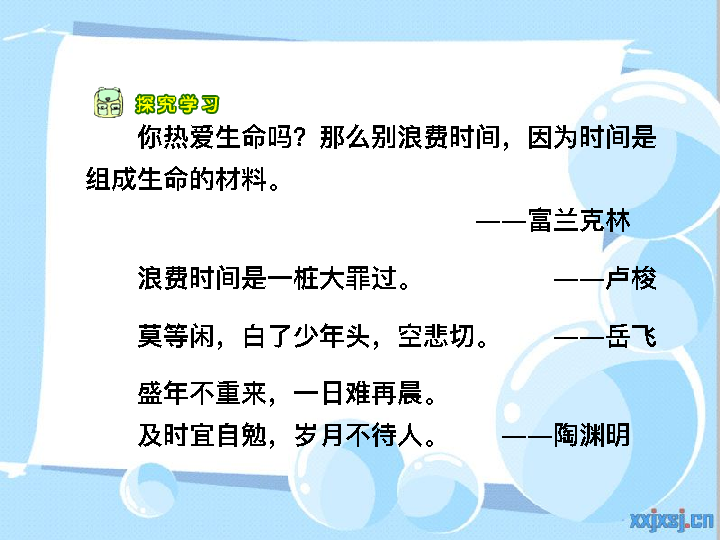 探究学习
你热爱生命吗？那么别浪费时间，因为时间是
组成生命的材料。
——富兰克林
浪费时间是一桩大罪过。 ——卢梭
莫等闲，白了少年头，空悲切。 ——岳飞
盛年不重来，一日难再晨。
及时宜自勉，岁月不待人。 ——陶渊明
xxjxsj.cn